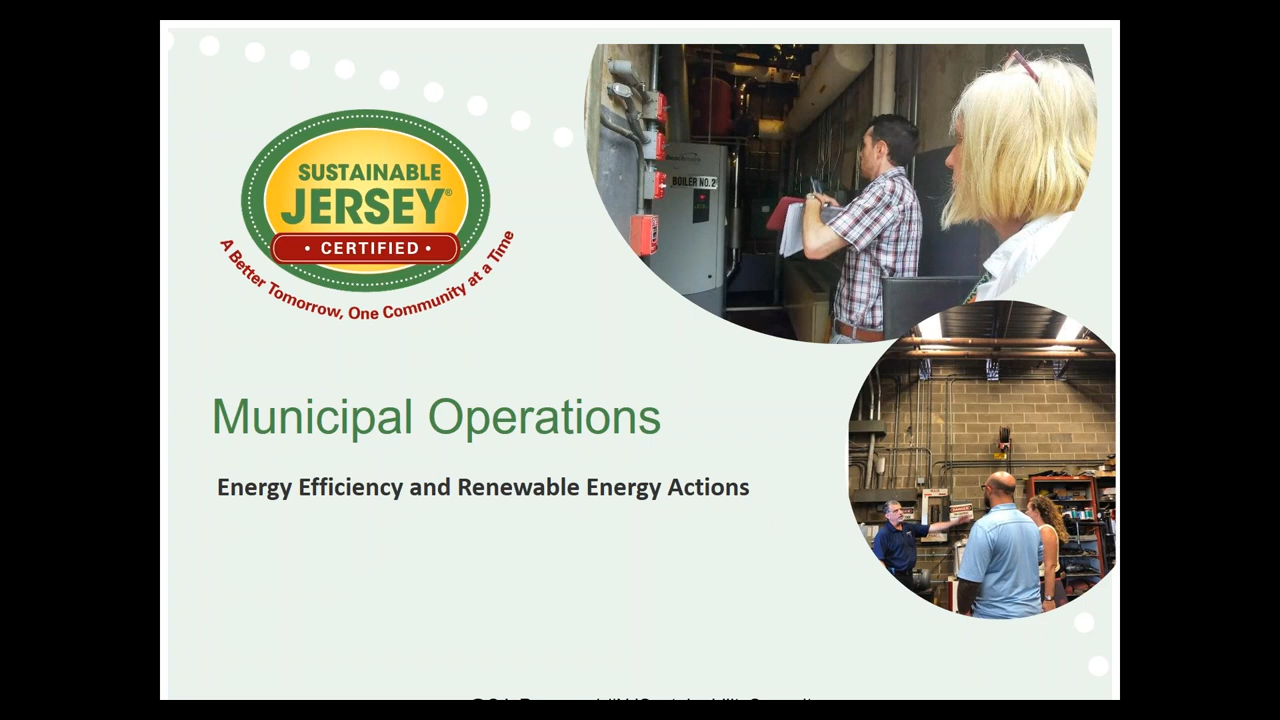 SUSTAINABLE
JERSEY®
• CERTIFIED •
A Better Tomorrow, One Community at a Time
BOILER NO.2
DANGER
Municipal Operations
Energy Efficiency and Renewable Energy Actions